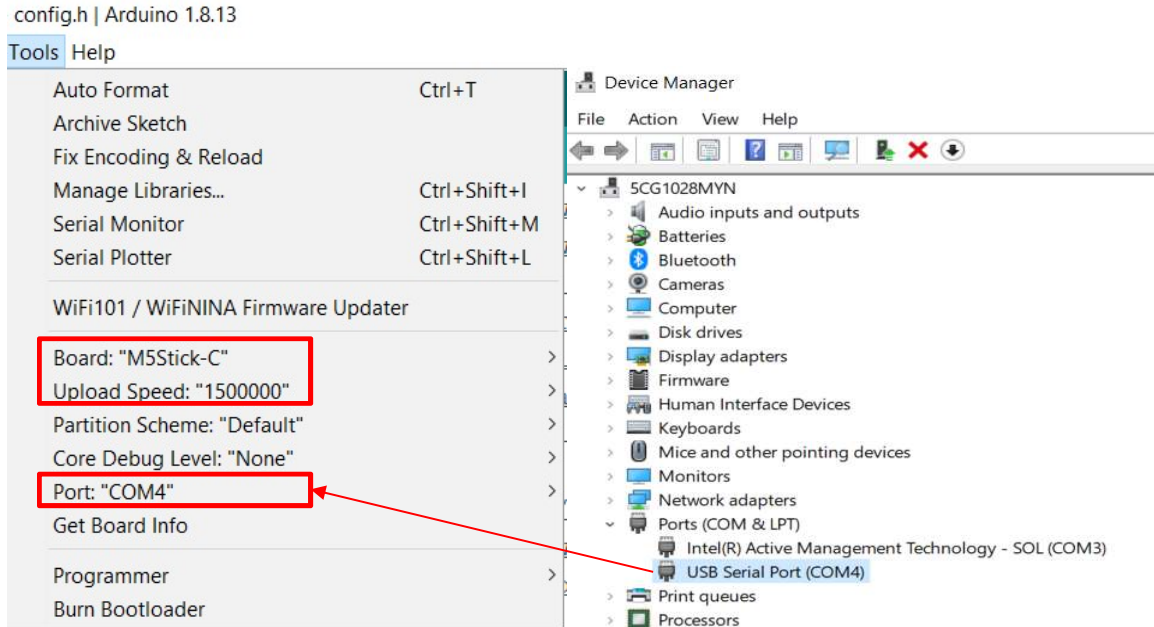 config.h | Arduino 1.8.13
Tools Help
Auto Format Ctrl+T
Archive Sketch
Fix Encoding & Reload
Manage Libraries... Ctrl+Shift+I
Serial Monitor Ctrl+Shift+M
Serial Plotter Ctrl+Shift+L
WiFi101 / WiFiNINA Firmware Updater
Board: "M5Stick-C"
Upload Speed: "1500000"
Partition Scheme: "Default"
Core Debug Level: "None"
Port: "COM4"
Get Board Info
Programmer
Burn Bootloader
Device Manager
File Action View Help
5CG1028MYN
Audio inputs and outputs
Batteries
Bluetooth
Cameras
Computer
Disk drives
Display adapters
Firmware
Human Interface Devices
Keyboards
Mice and other pointing devices
Monitors
Network adapters
Ports (COM & LPT)
Intel(R) Active Management Technology - SOL (COM3)
USB Serial Port (COM4)
Print queues
Processors